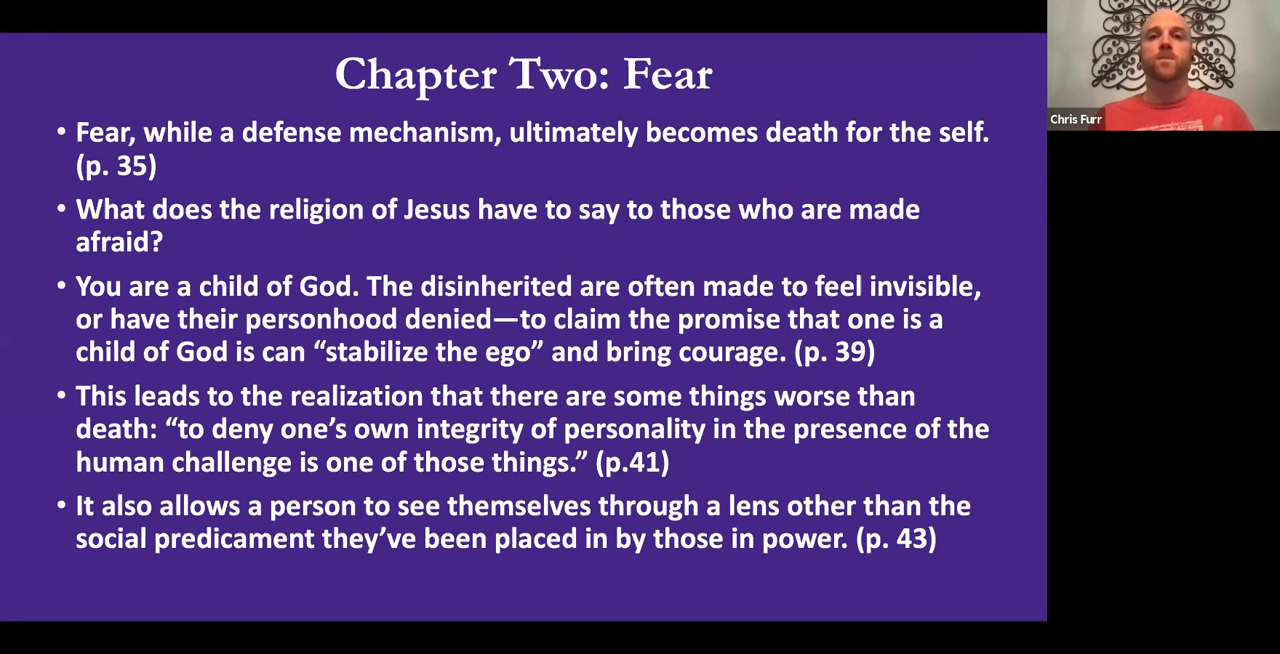 Chapter Two: Fear
• Fear, while a defense mechanism, ultimately becomes death for the self.
(p. 35)
• What does the religion of Jesus have to say to those who are made
afraid?
• You are a child of God. The disinherited are often made to feel invisible,
or have their personhood denied—to claim the promise that one is a
child of God is can “stabilize the ego” and bring courage. (p. 39)
• This leads to the realization that there are some things worse than
death: “to deny one’s own integrity of personality in the presence of the
human challenge is one of those things.” (p.41)
• It also allows a person to see themselves through a lens other than the
social predicament they’ve been placed in by those in power. (p. 43)
Chris Furr